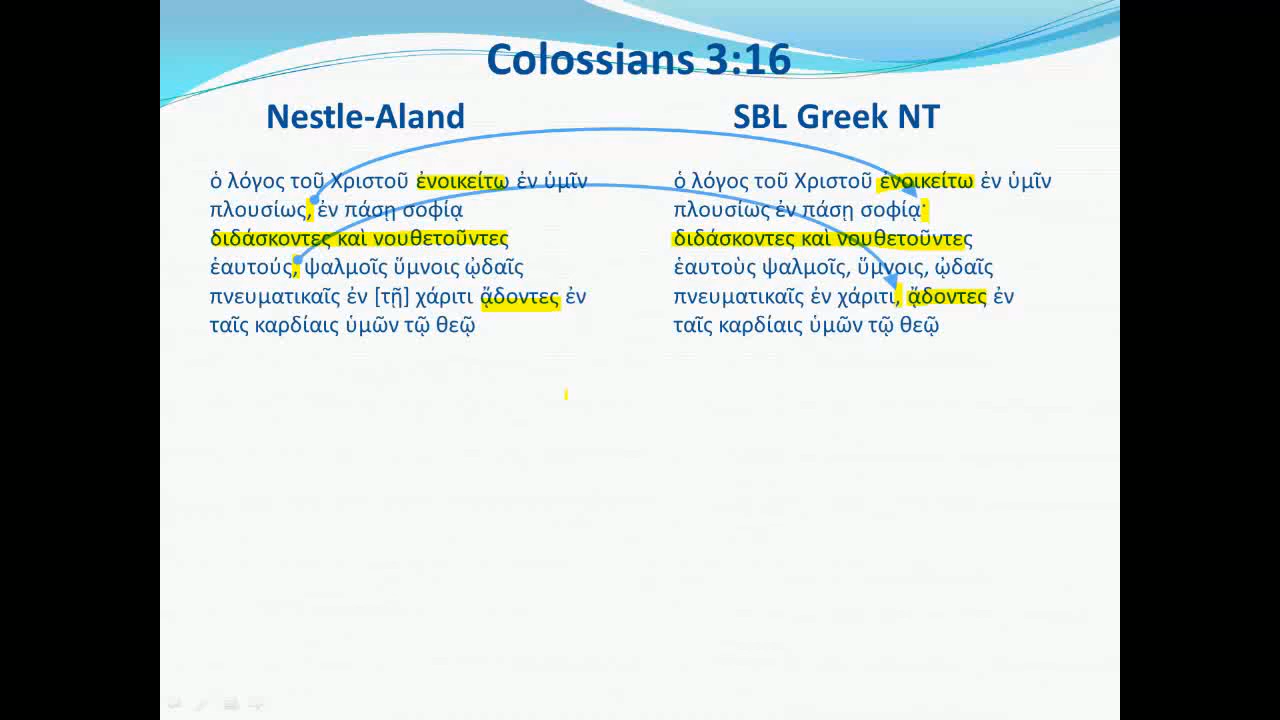 Colossians 3:16
Nestle-Aland
ὁ λόγος τοῦ Χριστοῦ ἐνοικείτω ἐν ὑμῖν
πλουσίως, ἐν πάσῃ σοφίᾳ
διδάσκοντες καὶ νουθετοῦντες
ἑαυτούς, ψαλμοῖς ὕμνοις ᾠδαῖς
πνευματικαῖς ἐν [τῇ] χάριτι ᾄδοντες ἐν
ταῖς καρδίαις ὑμῶν τῷ θεῷ
SBL Greek NT
ὁ λόγος τοῦ Χριστοῦ ἐνοικείτω ἐν ὑμῖν
πλουσίως ἐν πάσῃ σοφίᾳ·
διδάσκοντες καὶ νουθετοῦντες
ἑαυτοὺς ψαλμοῖς, ὕμνοις, ᾠδαῖς
πνευματικαῖς ἐν χάριτι, ᾄδοντες ἐν
ταῖς καρδίαις ὑμῶν τῷ θεῷ